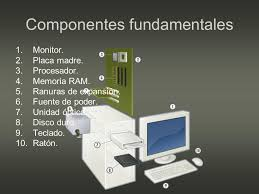 Componentes fundamentales
1. Monitor.
2. Placa madre.
3. Procesador.
4. Memoria RAM.
5. Ranuras de expansión.
6. Fuente de poder.
7. Unidad óptica.
8. Disco duro.
9. Teclado.
10. Ratón.